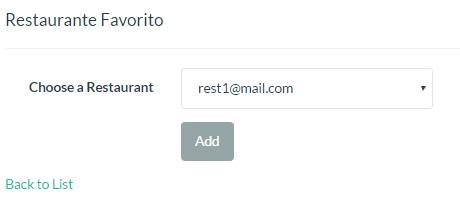 Restaurante Favorito
Choose a Restaurant
rest1@mail.com
Add
Back to List